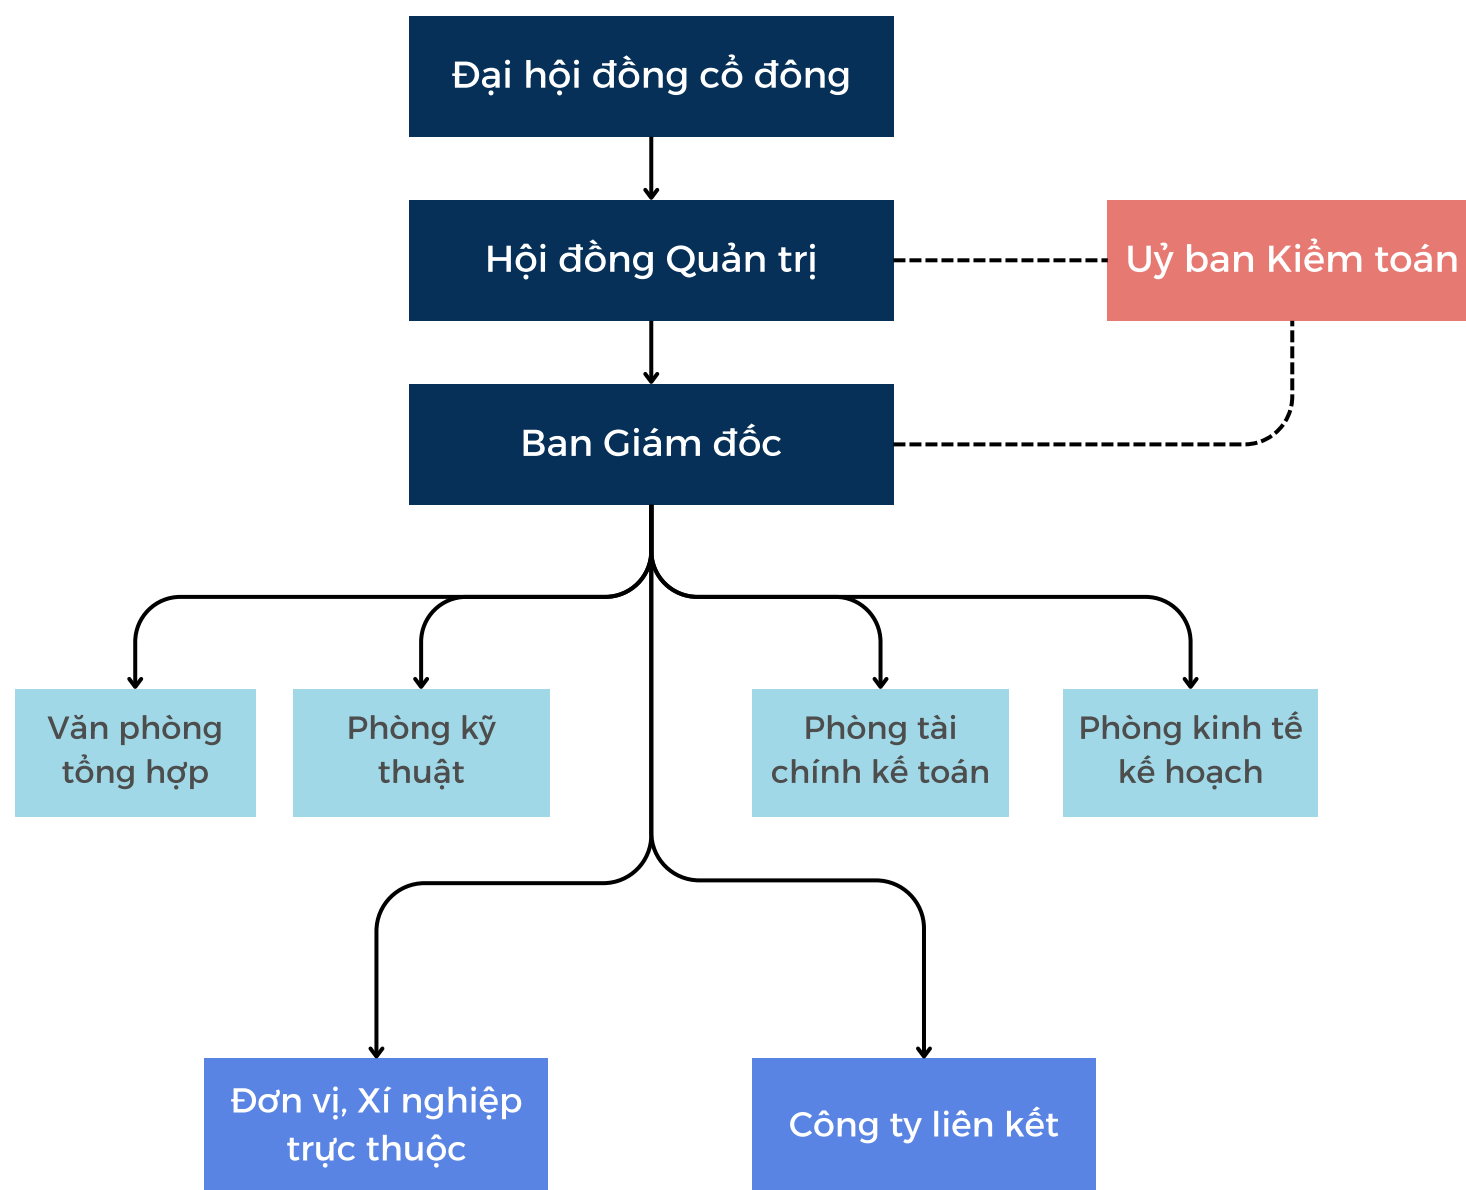 Đại hội đồng cổ đông
Hội đồng Quản trị
Uỷ ban Kiểm toán
Ban Giám đốc
Văn phòng
tổng hợp
Phòng kỹ
thuật
Phòng tài
chính kế toán
Phòng kinh tế
kế hoạch
Đơn vị, Xí nghiệp
trực thuộc
Công ty liên kết